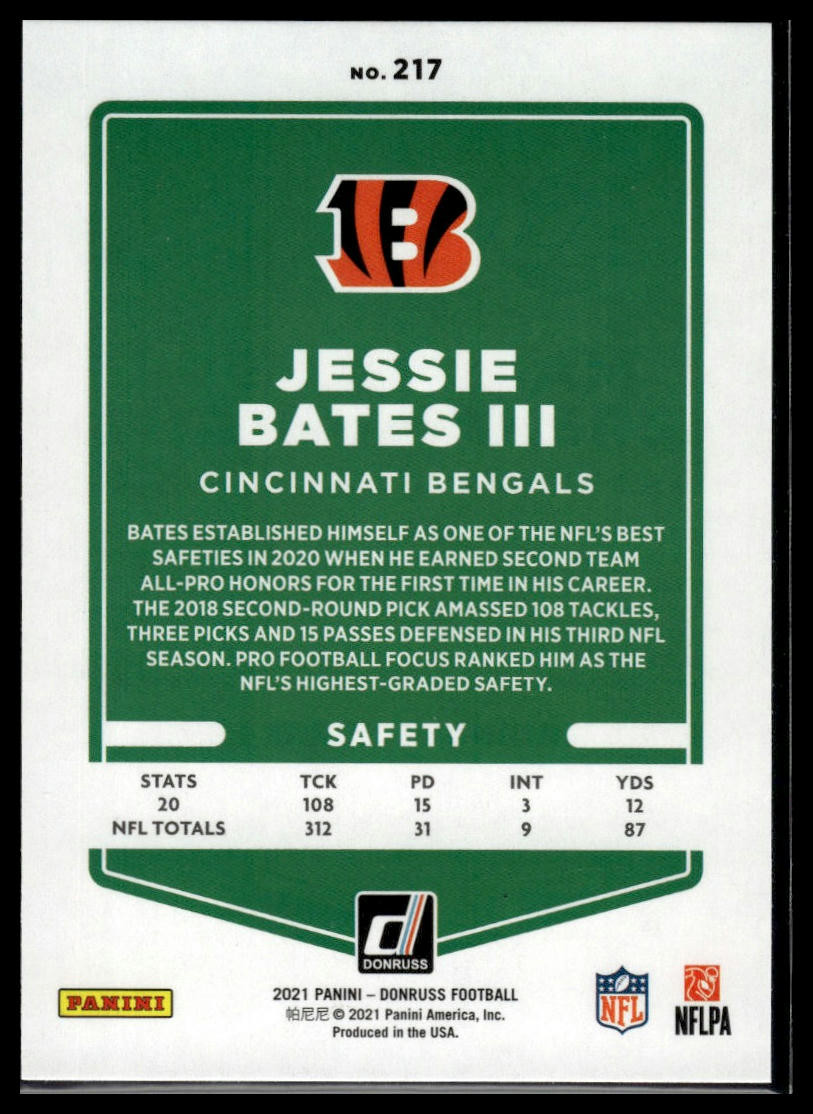 NO. 217
B
JESSIE
BATES III
CINCINNATI BENGALS
BATES ESTABLISHED HIMSELF AS ONE OF THE NFL'S BEST
SAFETIES IN 2020 WHEN HE EARNED SECOND TEAM
ALL-PRO HONORS FOR THE FIRST TIME IN HIS CAREER.
THE 2018 SECOND-ROUND PICK AMASSED 108 TACKLES,
THREE PICKS AND 15 PASSES DEFENSED IN HIS THIRD NFL
SEASON. PRO FOOTBALL FOCUS RANKED HIM AS THE
NFL'S HIGHEST-GRADED SAFETY.
SAFETY
STATS TCK PD INT YDS
20 108 15 3 12
NFL TOTALS 312 31 9 87
d
DONRUSS
PANINI
2021 PANINI – DONRUSS FOOTBALL
帕尼尼 © 2021 Panini America, Inc.
Produced in the USA.
NFL
NFLPA